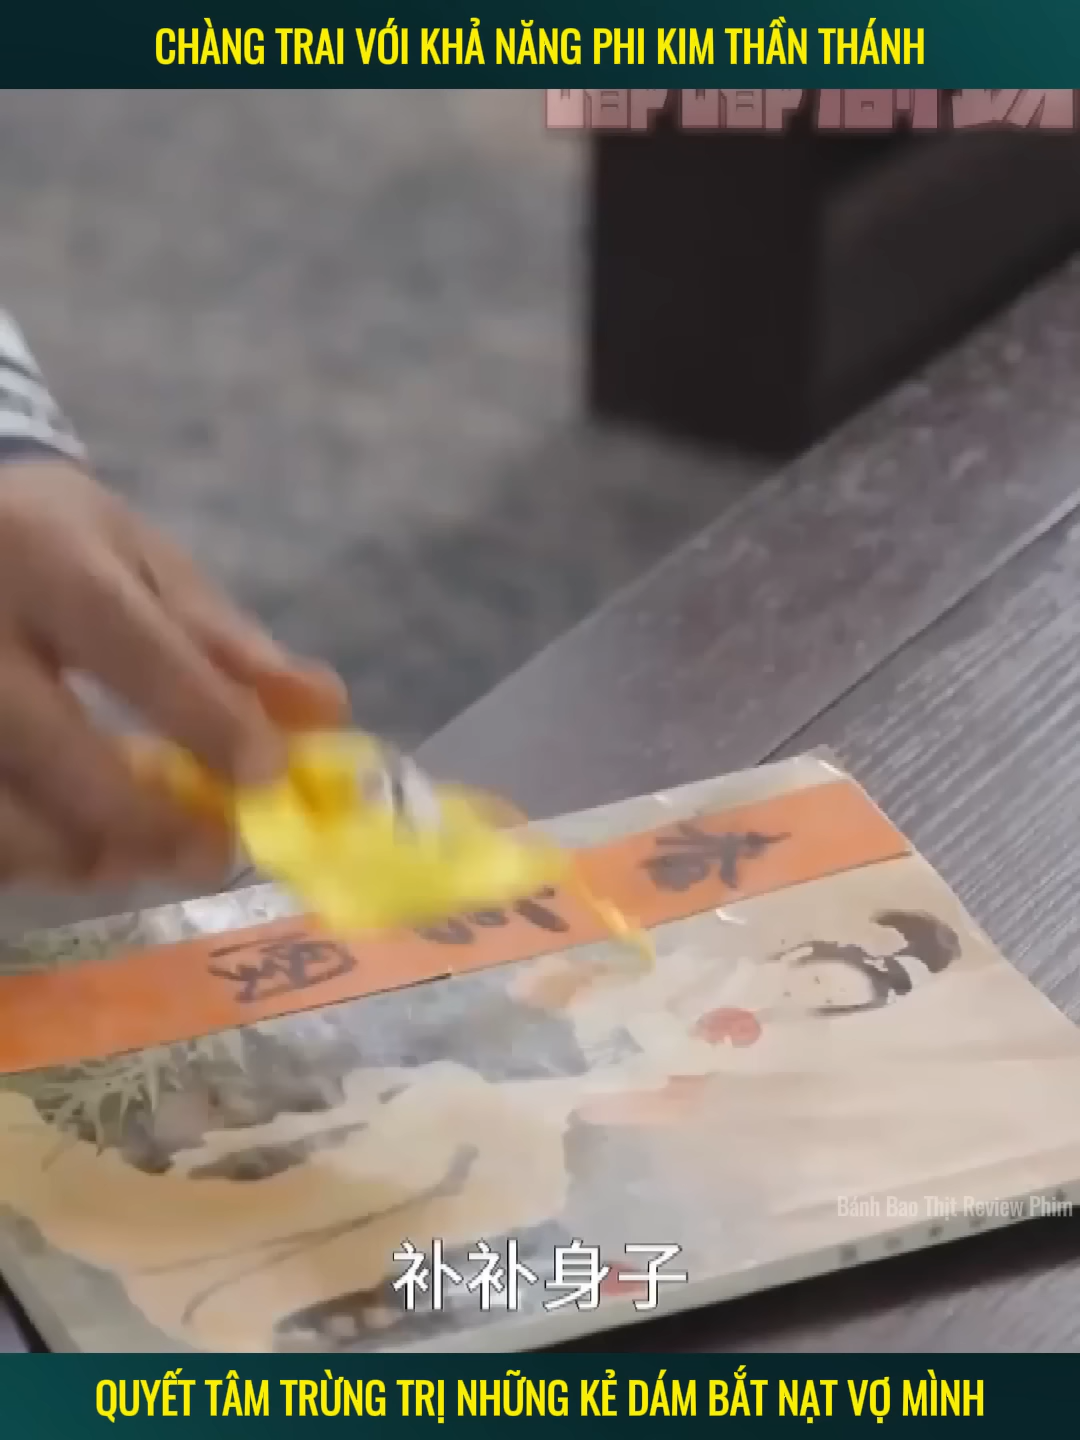 CHÀNG TRAI VỚI KHẢ NĂNG PHI KIM THẦN THÁNH
Bánh Bao Thịt Review Phim
补补身子
QUYẾT TÂM TRỪNG TRỊ NHỮNG KẺ DÁM BẮT NẠT VỢ MÌNH